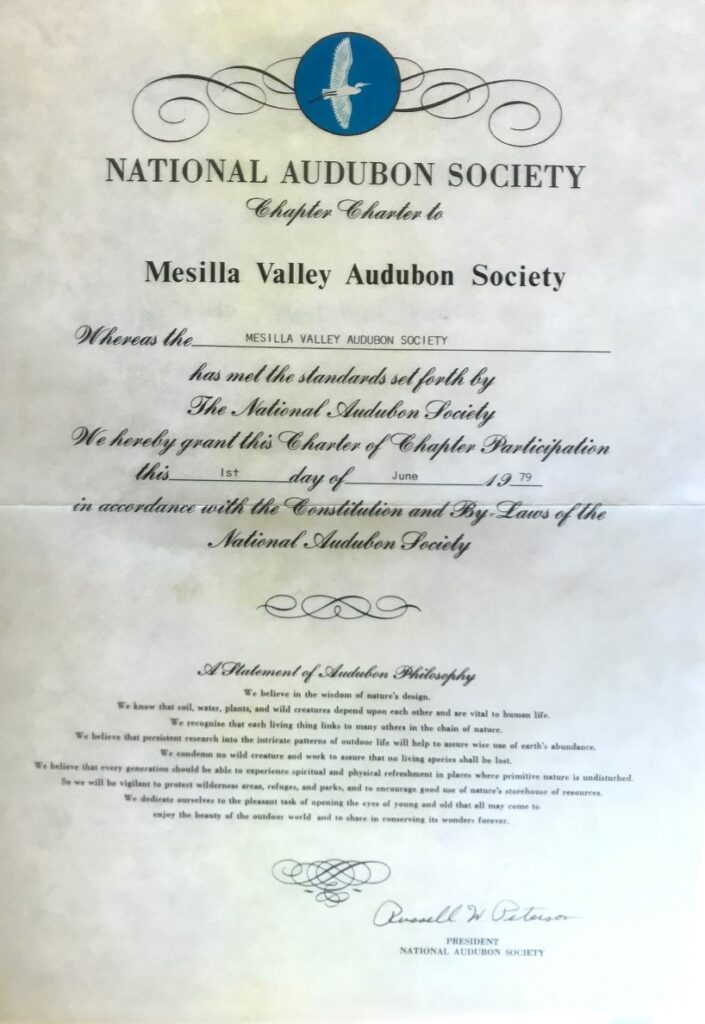 NATIONAL AUDUBON SOCIETY
Chapter Charter to
Mesilla Valley Audubon Society
Whereas the MESILLA VALLEY AUDUBON SOCIETY
has met the standards set forth by
The National Audubon Society
We hereby grant this Charter of Chapter Participation
this 1st day of June 1979
in accordance with the Constitution and By-Laws of the
National Audubon Society
A Statement of Audubon Philosophy
We believe in the wisdom of nature's design.
We know that soil, water, plants, and wild creatures depend upon each other and are vital to human life.
We recognize that each living thing links to many others in the chain of nature.
We believe that persistent research into the intricate patterns of outdoor life will help to assure wise use of earth's abundance.
We condemn no wild creature and work to assure that no living species shall be lost.
We believe that every generation should be able to experience spiritual and physical refreshment in places where primitive nature is undisturbed.
So we will be vigilant to protect wilderness areas, refuges, and parks, and to encourage good use of nature's storehouse of resources.
We dedicate ourselves to the pleasant task of opening the eyes of young and old that all may come to
enjoy the beauty of the outdoor world and to share in conserving its wonders forever.
Russell W. Peterson
PRESIDENT
NATIONAL AUDUBON SOCIETY